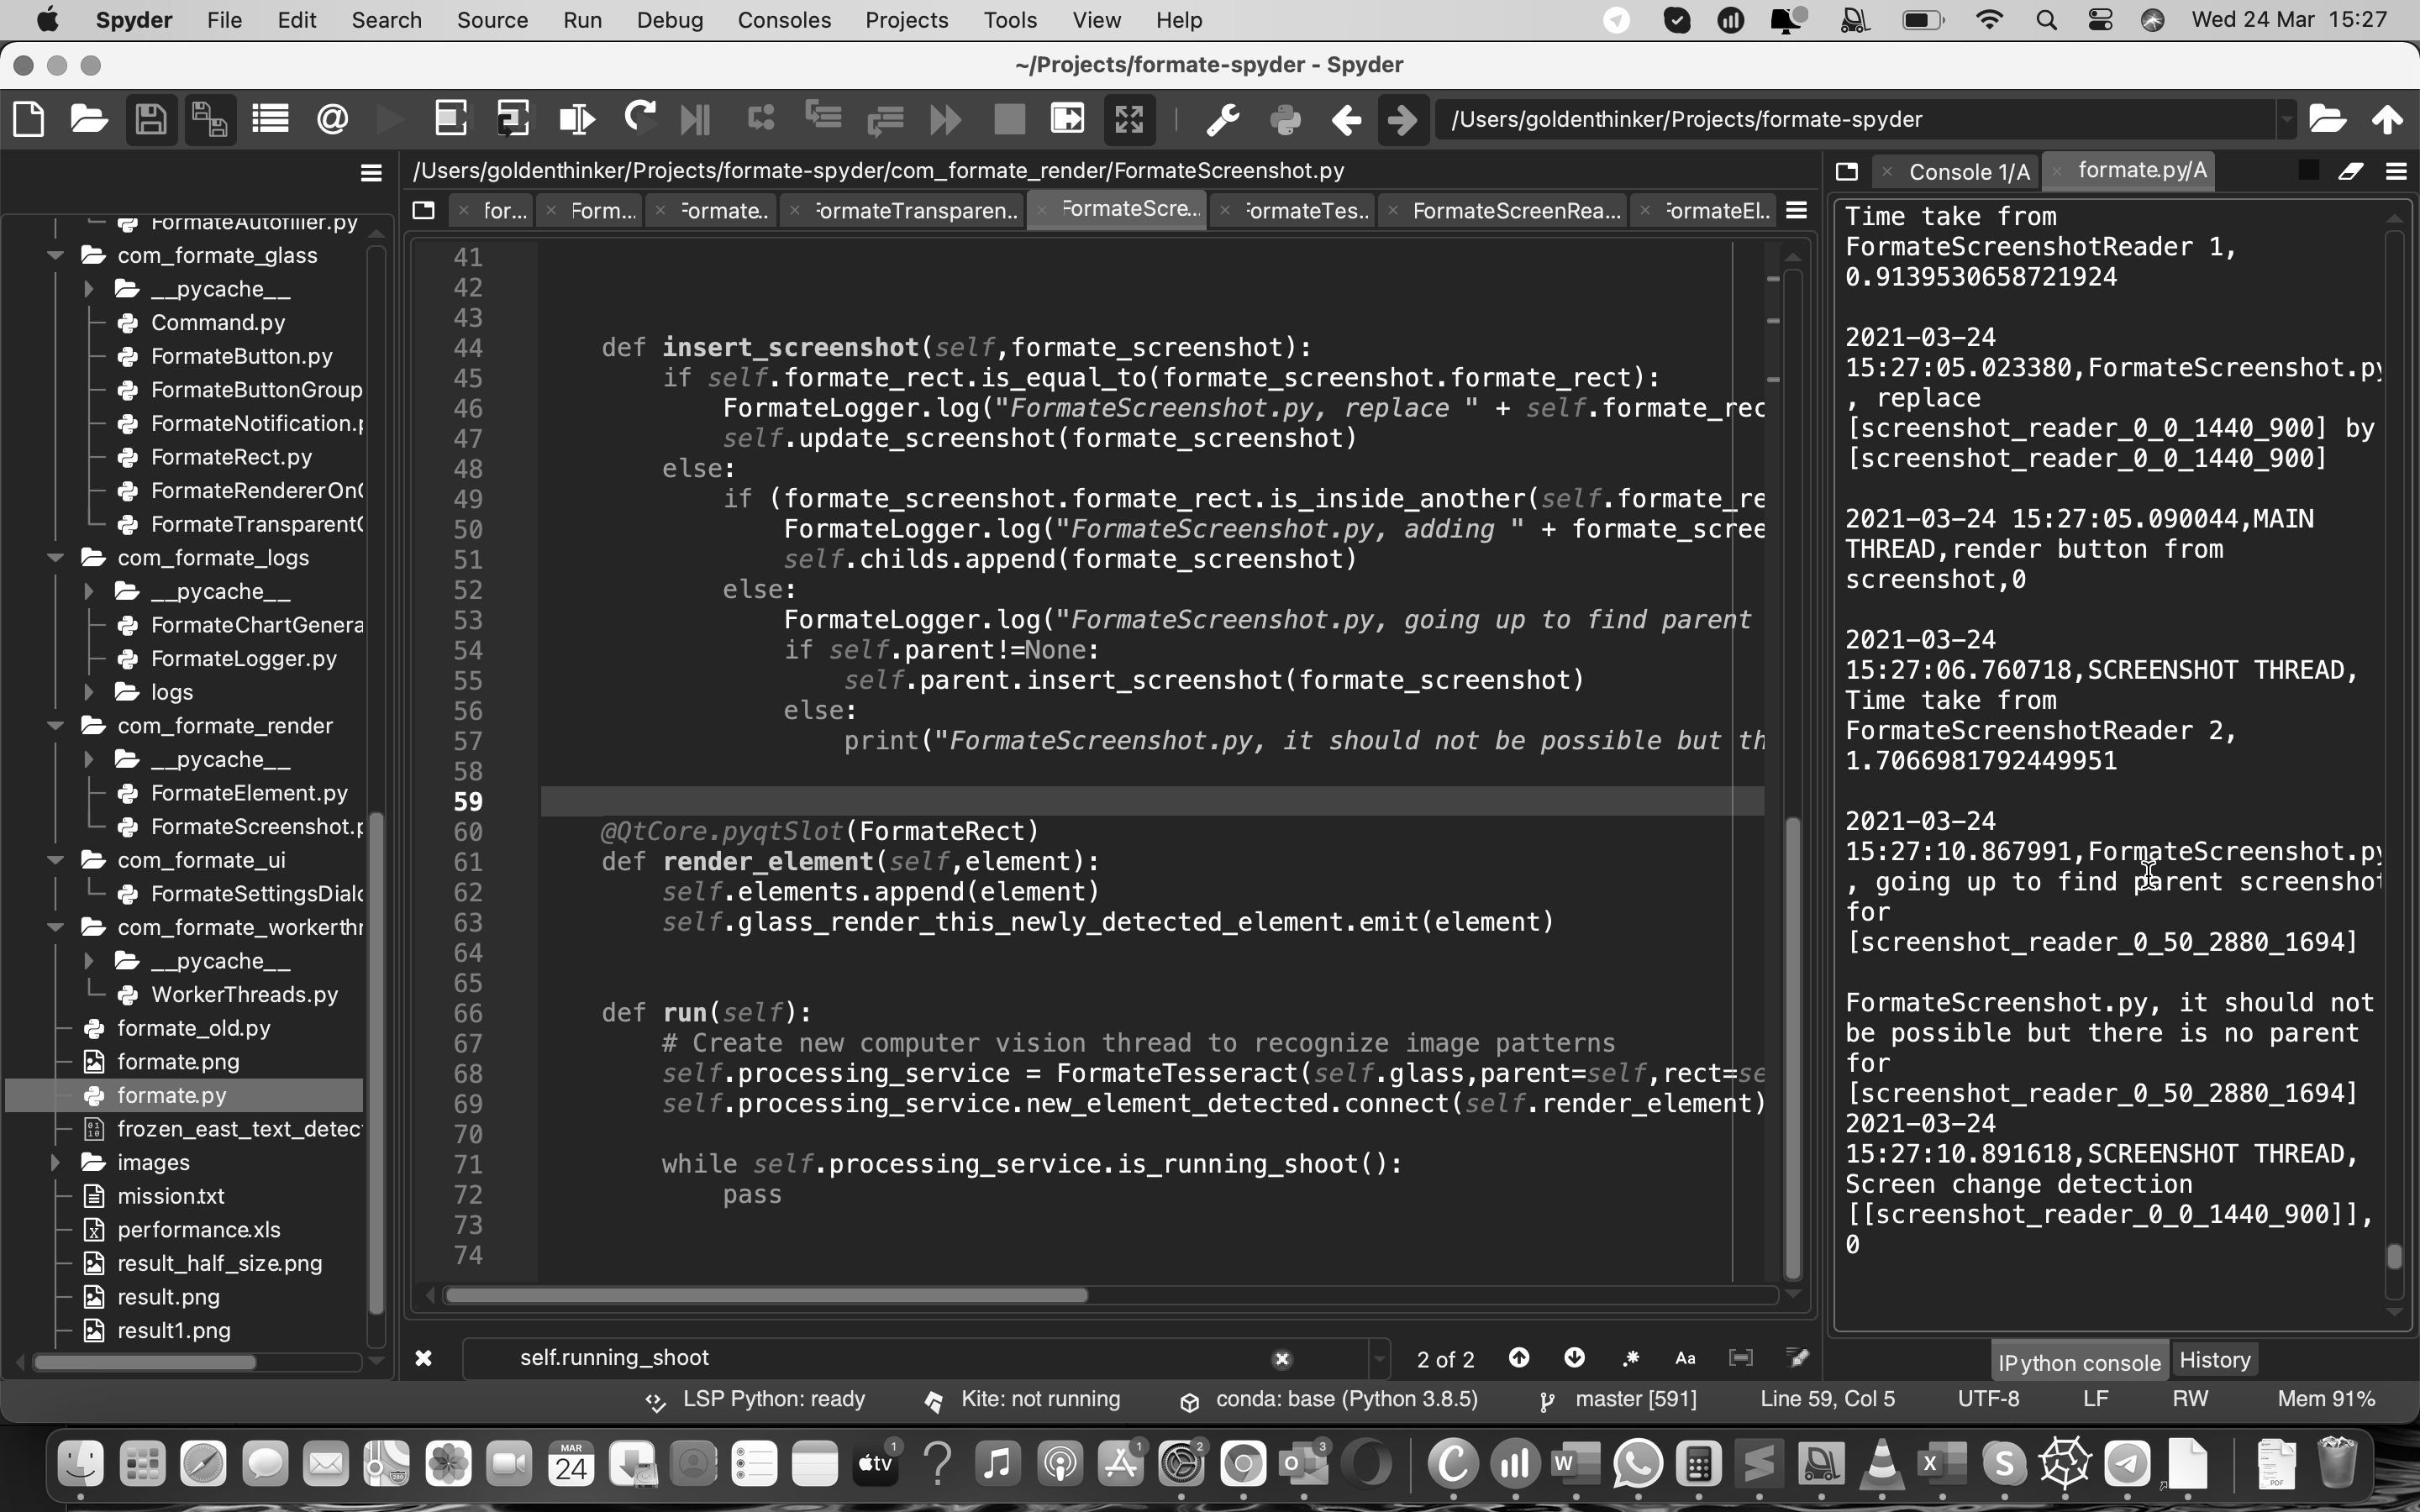 Spyder File Edit Search Source Run Debug Consoles Projects Tools View Help Wed 24 Mar 15:27
~/Projects/formate-spyder - Spyder
/Users/goldenthinker/Projects/formate-spyder
FormateAutofiller.py
com_formate_glass
__pycache__
Command.py
FormateButton.py
FormateButtonGroup
FormateNotification.p
FormateRect.py
FormateRendererOn
FormateTransparent
com_formate_logs
__pycache__
FormateChartGenera
FormateLogger.py
logs
com_formate_render
__pycache__
FormateElement.py
FormateScreenshot.p
com_formate_ui
FormateSettingsDialo
com_formate_workerthr
__pycache__
WorkerThreads.py
formate_old.py
formate.png
formate.py
frozen_east_text_detec
images
mission.txt
performance.xls
result_half_size.png
result.png
result1.png
/Users/goldenthinker/Projects/formate-spyder/com_formate_render/FormateScreenshot.py
for... Form... Formate.. FormateTransparen.. FormateScre... FormateTes.. FormateScreenRea... FormateEl..
41
42
43
44 def insert_screenshot(self,formate_screenshot):
45 if self.formate_rect.is_equal_to(formate_screenshot.formate_rect):
46 FormateLogger.log("FormateScreenshot.py, replace " + self.formate_rec
47 self.update_screenshot(formate_screenshot)
48 else:
49 if (formate_screenshot.formate_rect.is_inside_another(self.formate_re
50 FormateLogger.log("FormateScreenshot.py, adding " + formate_scree
51 self.childs.append(formate_screenshot)
52 else:
53 FormateLogger.log("FormateScreenshot.py, going up to find parent
54 if self.parent!=None:
55 self.parent.insert_screenshot(formate_screenshot)
56 else:
57 print("FormateScreenshot.py, it should not be possible but th
58
59
60 @QtCore.pyqtSlot(FormateRect)
61 def render_element(self,element):
62 self.elements.append(element)
63 self.glass_render_this_newly_detected_element.emit(element)
64
65
66 def run(self):
67 # Create new computer vision thread to recognize image patterns
68 self.processing_service = FormateTesseract(self.glass,parent=self,rect=se
69 self.processing_service.new_element_detected.connect(self.render_element)
70
71 while self.processing_service.is_running_shoot():
72 pass
73
74
self.running_shoot 2 of 2 Aa
Console 1/A formate.py/A
Time take from
FormateScreenshotReader 1,
0.9139530658721924
2021-03-24
15:27:05.023380,FormateScreenshot.py
, replace
[screenshot_reader_0_0_1440_900] by
[screenshot_reader_0_0_1440_900]
2021-03-24 15:27:05.090044,MAIN
THREAD,render button from
screenshot,0
2021-03-24
15:27:06.760718,SCREENSHOT THREAD,
Time take from
FormateScreenshotReader 2,
1.7066981792449951
2021-03-24
15:27:10.867991,FormateScreenshot.py
, going up to find parent screenshot
for
[screenshot_reader_0_50_2880_1694]
FormateScreenshot.py, it should not
be possible but there is no parent
for
[screenshot_reader_0_50_2880_1694]
2021-03-24
15:27:10.891618,SCREENSHOT THREAD,
Screen change detection
[[screenshot_reader_0_0_1440_900]],
0
IPython console History
LSP Python: ready Kite: not running conda: base (Python 3.8.5) master [591] Line 59, Col 5 UTF-8 LF RW Mem 91%
MAR
24
tv 1 1 2 3
W X S
PDF